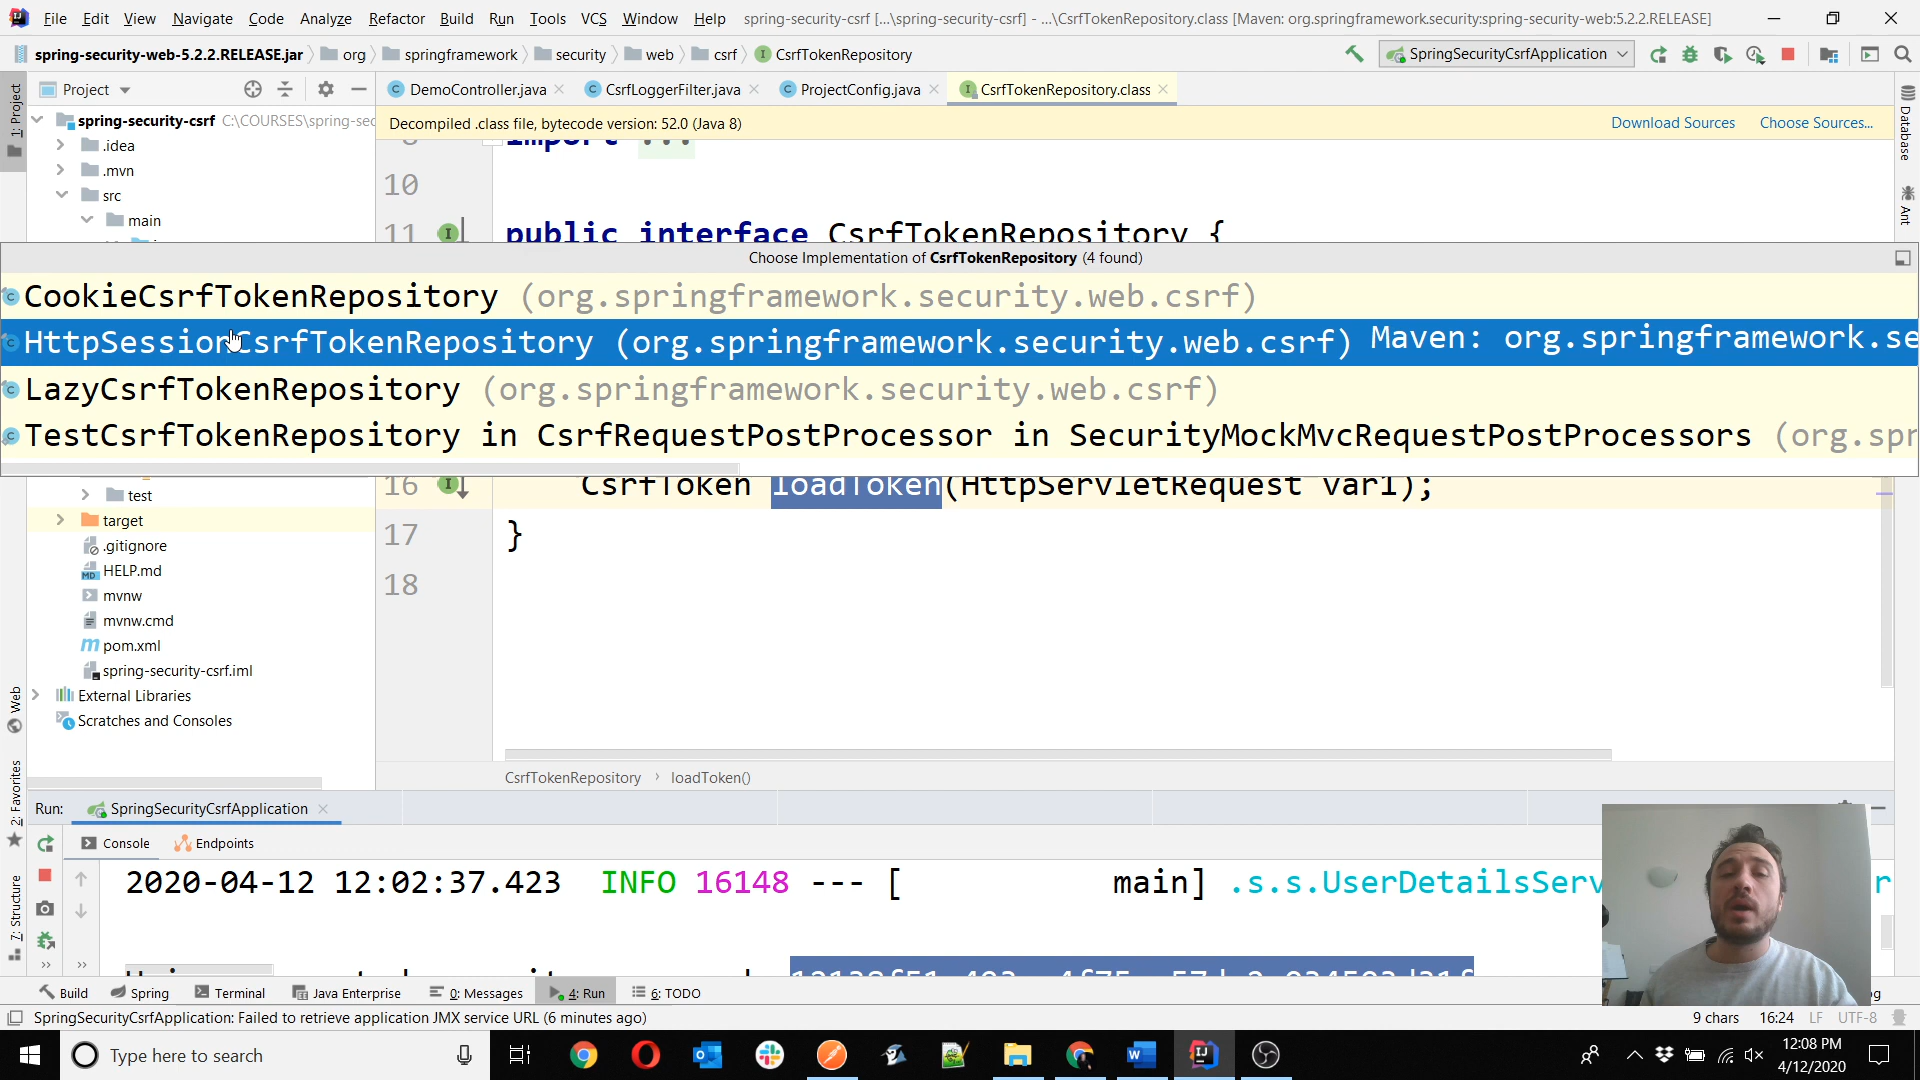 File Edit View Navigate Code Analyze Refactor Build Run Tools VCS Window Help spring-security-csrf [...\spring-security-csrf] - ...\CsrfTokenRepository.class [Maven: org.springframework.security:spring-security-web:5.2.2.RELEASE]
spring-security-web-5.2.2.RELEASE.jar org springframework security web csrf CsrfTokenRepository SpringSecurityCsrfApplication
1: Project
Project
DemoController.java CsrfLoggerFilter.java ProjectConfig.java CsrfTokenRepository.class
Database
spring-security-csrf C:\COURSES\spring-sec
Decompiled .class file, bytecode version: 52.0 (Java 8) Download Sources Choose Sources...
.idea
import ...
.mvn
10
src
Ant
main
11 public interface CsrfTokenRepository {
Choose Implementation of CsrfTokenRepository (4 found)
CookieCsrfTokenRepository (org.springframework.security.web.csrf)
HttpSessionCsrfTokenRepository (org.springframework.security.web.csrf) Maven: org.springframework.se
LazyCsrfTokenRepository (org.springframework.security.web.csrf)
TestCsrfTokenRepository in CsrfRequestPostProcessor in SecurityMockMvcRequestPostProcessors (org.spr
16 CsrfToken loadToken(HttpServletRequest var1);
test
target
17 }
.gitignore
HELP.md
18
mvnw
mvnw.cmd
pom.xml
spring-security-csrf.iml
External Libraries
Web
Scratches and Consoles
CsrfTokenRepository › loadToken()
2: Favorites
Run: SpringSecurityCsrfApplication
Console Endpoints
2020-04-12 12:02:37.423 INFO 16148 --- [ main] .s.s.UserDetailsServ r
7: Structure
Build Spring Terminal Java Enterprise 0: Messages 4: Run 6: TODO og
SpringSecurityCsrfApplication: Failed to retrieve application JMX service URL (6 minutes ago) 9 chars 16:24 LF UTF-8
Type here to search
12:08 PM
4/12/2020